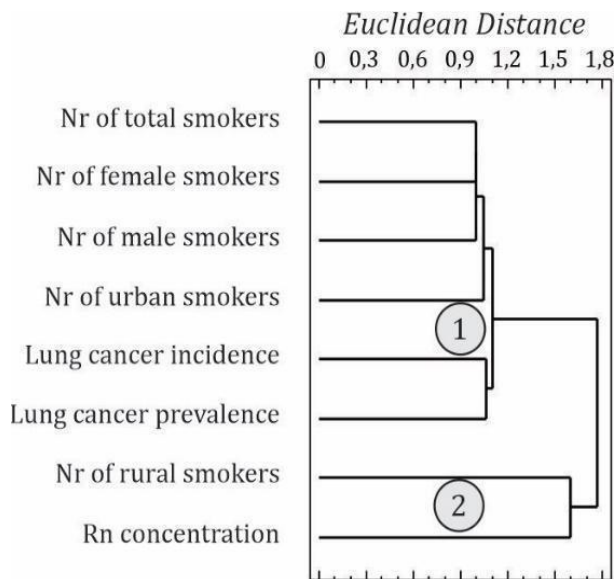 Euclidean Distance
0 0,3 0,6 0,9 1,2 1,5 1,8
Nr of total smokers
Nr of female smokers
Nr of male smokers
Nr of urban smokers
1
Lung cancer incidence
Lung cancer prevalence
Nr of rural smokers
2
Rn concentration